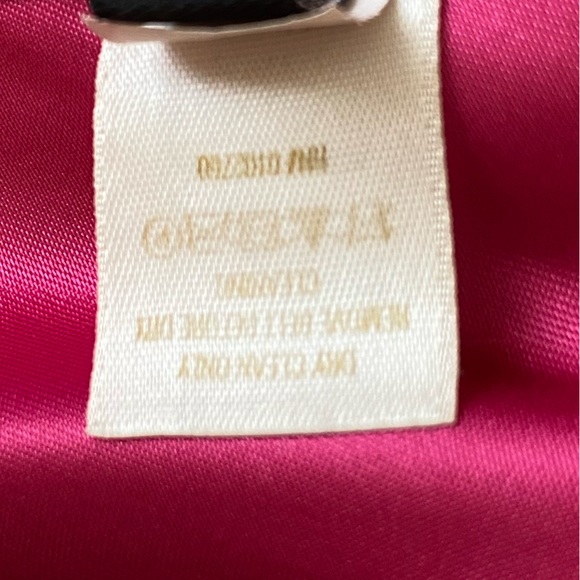 DRY CLEAN ONLY
REMOVE BELT BEFORE DRY
CLEANING